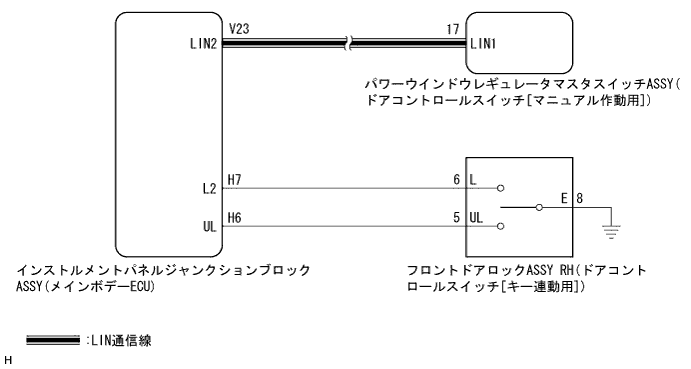 V23
17
LIN2
LIN1
パワーウインドウレギュレータマスタスイッチASSY(
ドアコントロールスイッチ[マニュアル作動用])
L2
H7
6
L
E
8
UL
H6
5
UL
インストルメントパネルジャンクションブロック
ASSY(メインボデーECU)
フロントドアロックASSY RH(ドアコント
ロールスイッチ[キー連動用])
:LIN通信線
H